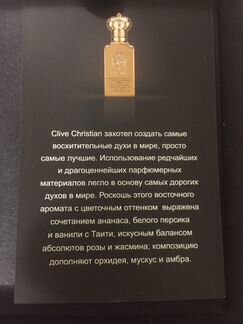 Clive Christian захотел создать самые
восхитительные духи в мире, просто
самые лучшие. Использование редчайших
и драгоценнейших парфюмерных
материалов легло в основу самых дорогих
духов в мире. Роскошь этого восточного
аромата с цветочным оттенком выражена
сочетанием ананаса, белого персика
и ванили с Таити, искусным балансом
абсолютов розы и жасмина; композицию
дополняют орхидея, мускус и амбра.